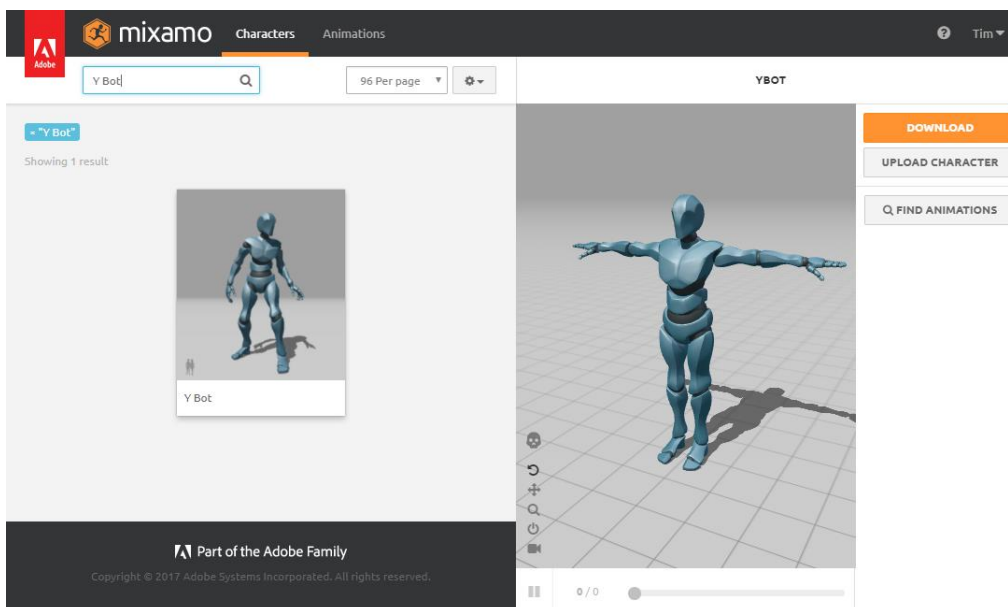 Adobe
mixamo
Characters
Animations
Tim
Y Bot
96 Per page
YBOT
× "Y Bot"
Showing 1 result
Y Bot
DOWNLOAD
UPLOAD CHARACTER
FIND ANIMATIONS
0 / 0
Part of the Adobe Family
Copyright © 2017 Adobe Systems Incorporated. All rights reserved.